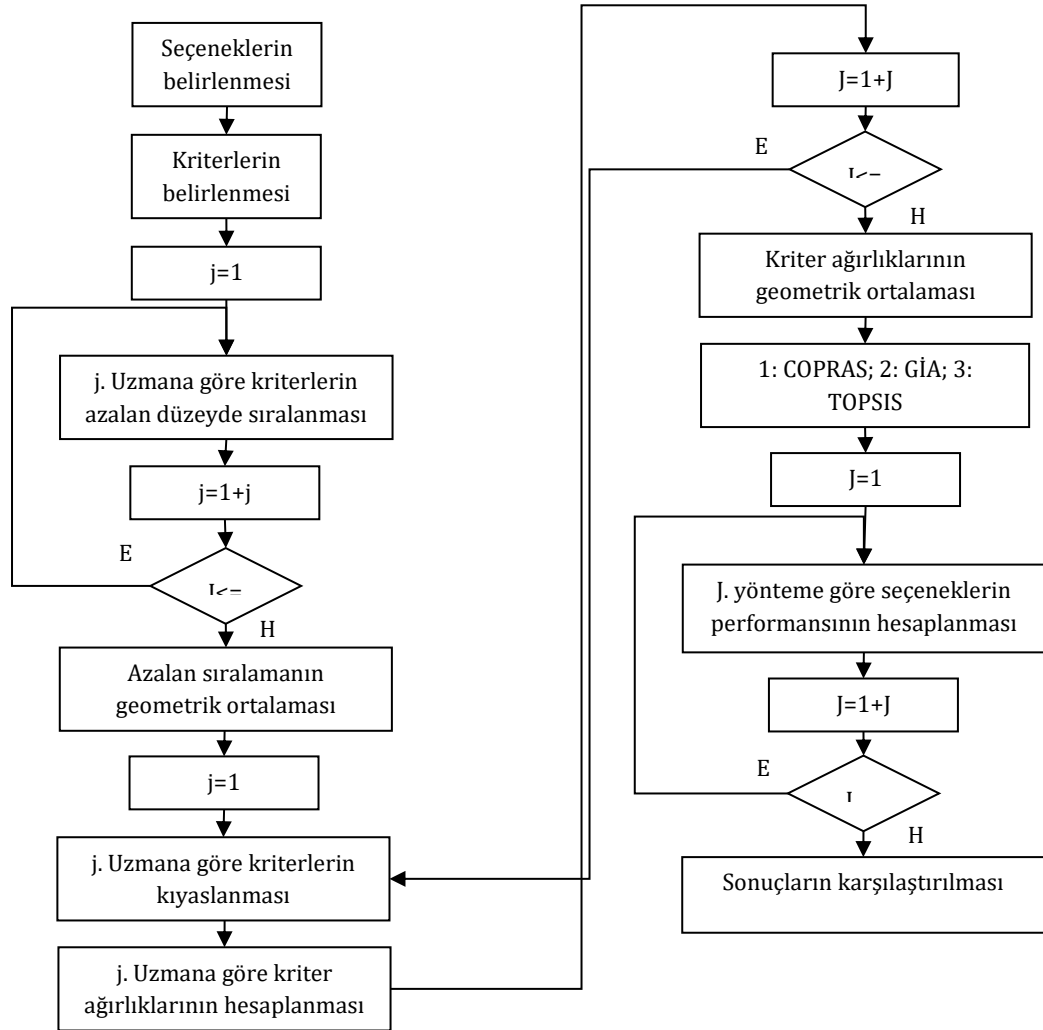 Seçeneklerin
belirlenmesi
Kriterlerin
belirlenmesi
j=1
j. Uzmana göre kriterlerin
azalan düzeyde sıralanması
j=1+j
E
H
Azalan sıralamanın
geometrik ortalaması
j=1
j. Uzmana göre kriterlerin
kıyaslanması
j. Uzmana göre kriter
ağırlıklarının hesaplanması
J=1+J
E
H
Kriter ağırlıklarının
geometrik ortalaması
1: COPRAS; 2: GİA; 3:
TOPSIS
J=1
J. yönteme göre seçeneklerin
performansının hesaplanması
J=1+J
E
H
Sonuçların karşılaştırılması